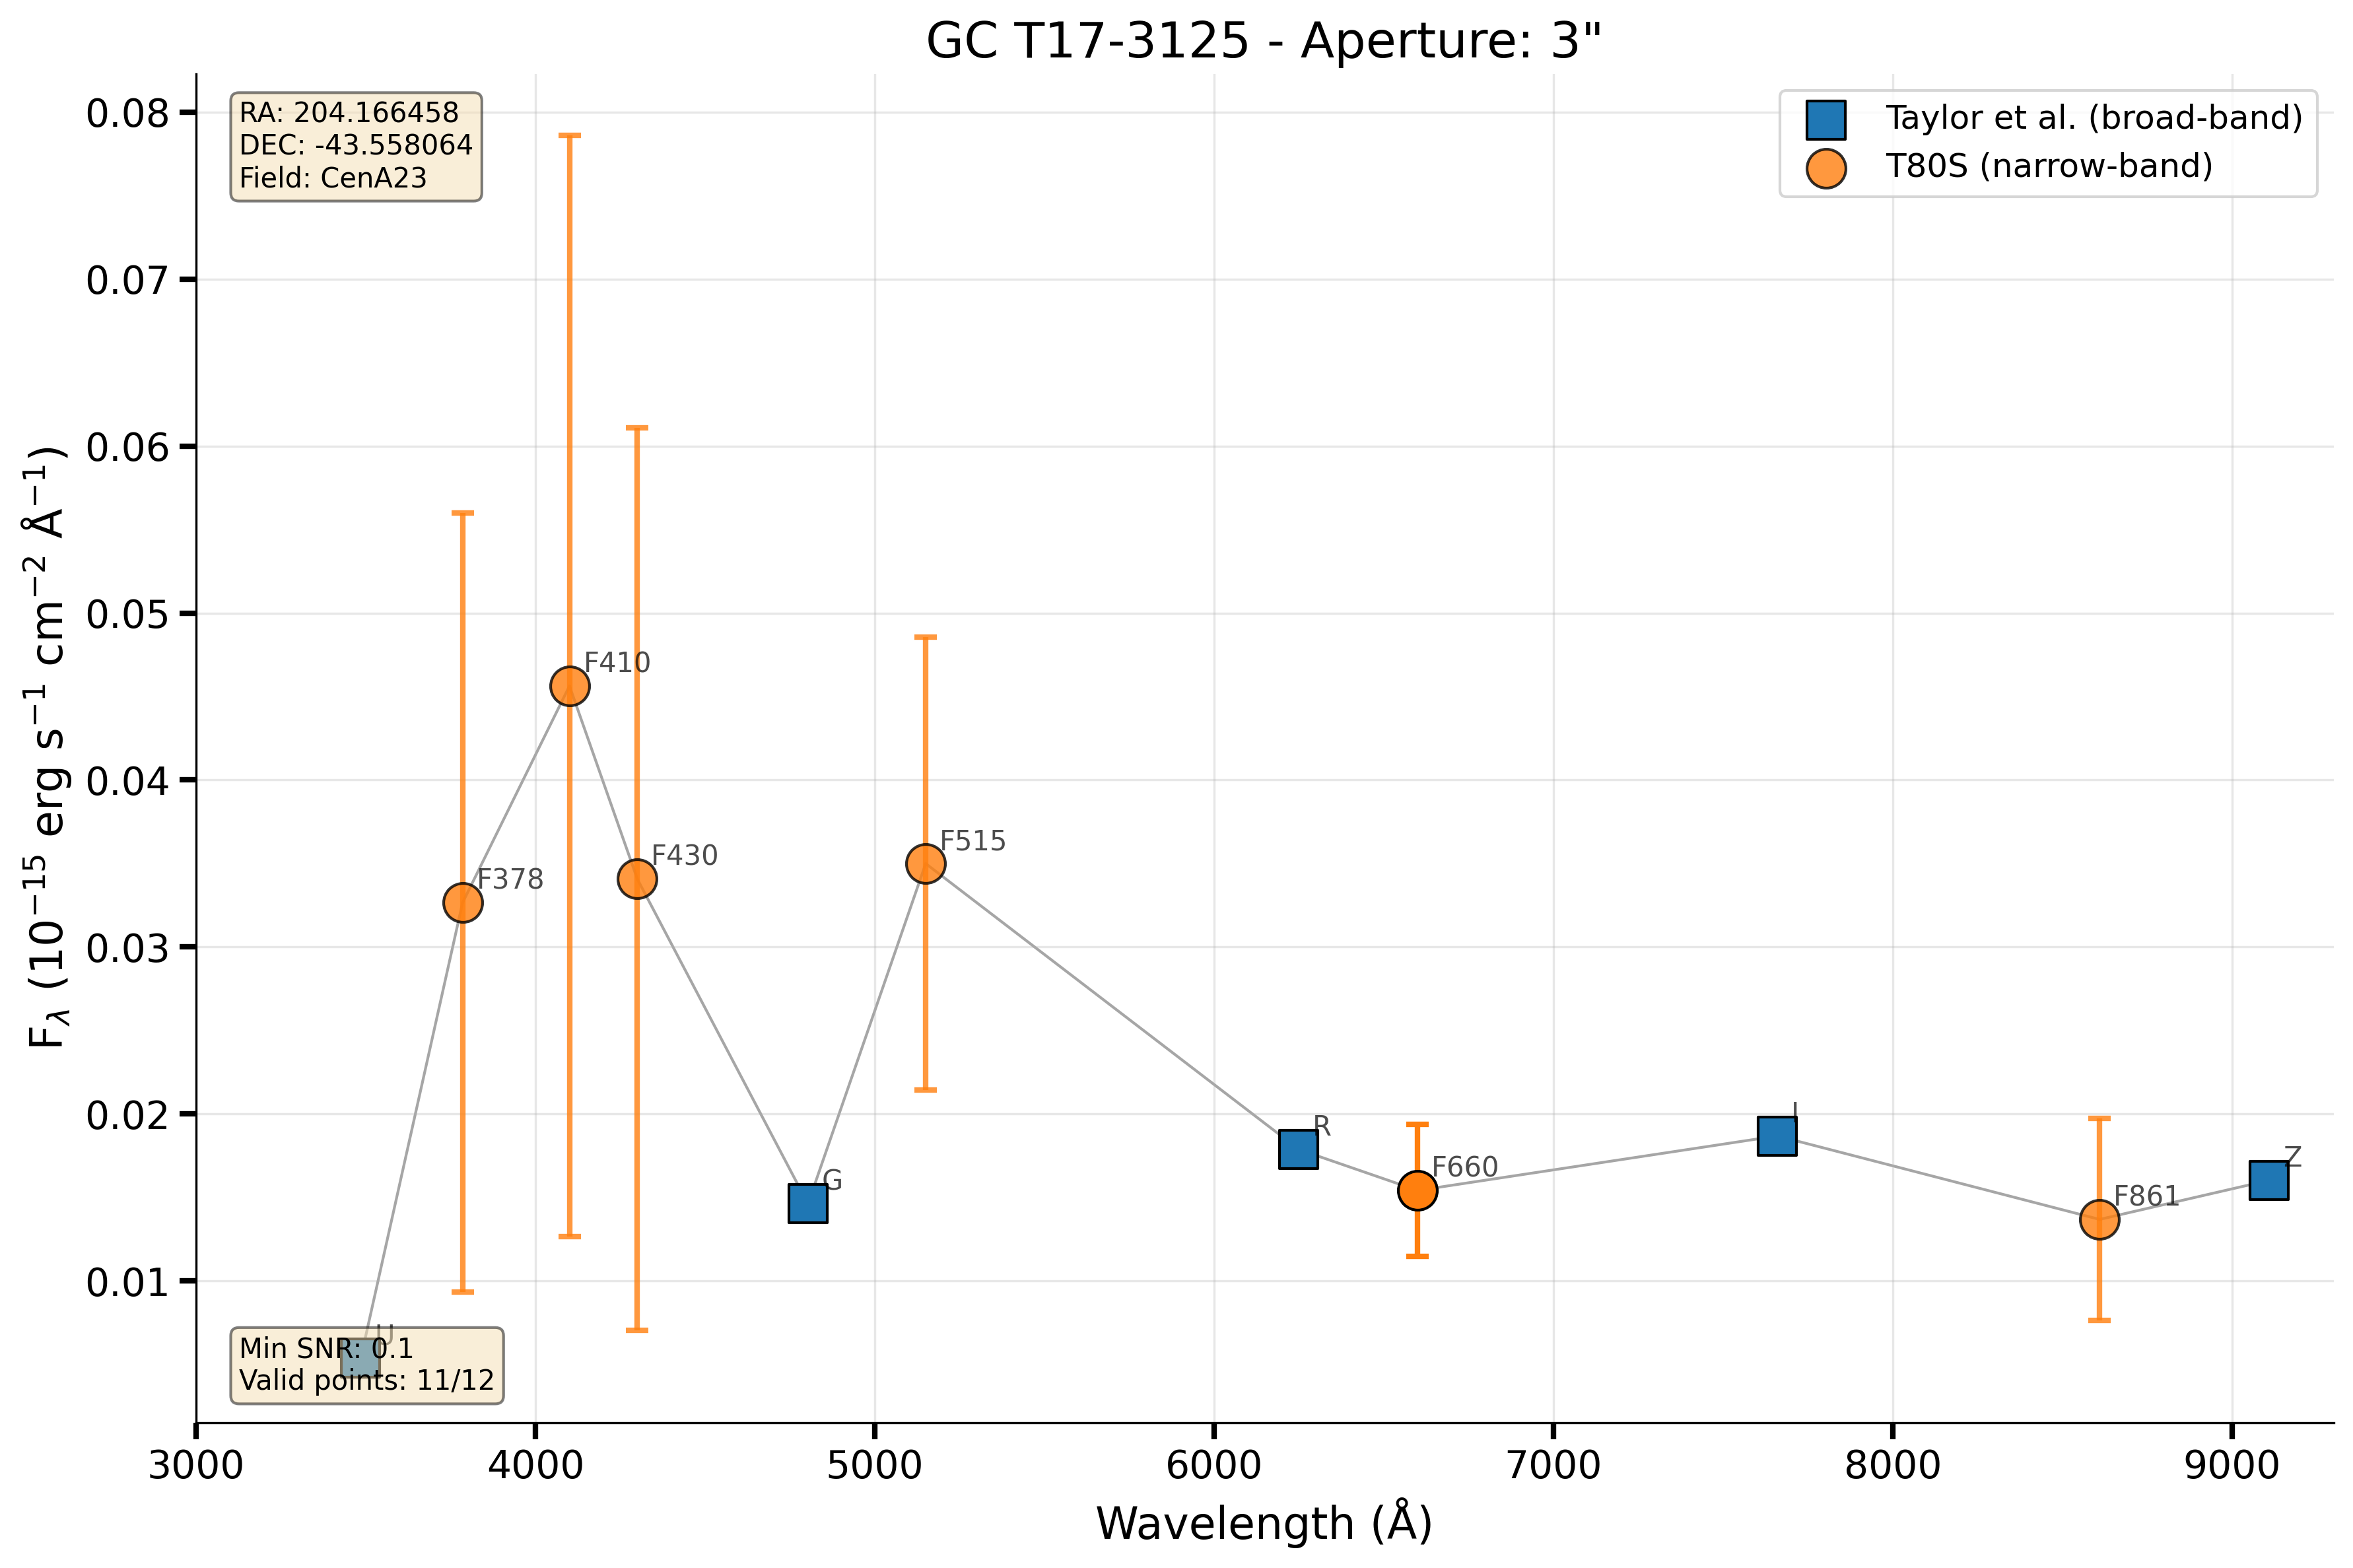 GC T17-3125 - Aperture: 3"
RA: 204.166458
DEC: -43.558064
Field: CenA23
Taylor et al. (broad-band)
T80S (narrow-band)
0.08
0.07
0.06
0.05
0.04
0.03
0.02
0.01
F_λ (10⁻¹⁵ erg s⁻¹ cm⁻² Å⁻¹)
F410
F378
F430
F515
G
R
F660
I
F861
Z
U
Min SNR: 0.1
Valid points: 11/12
3000 4000 5000 6000 7000 8000 9000
Wavelength (Å)